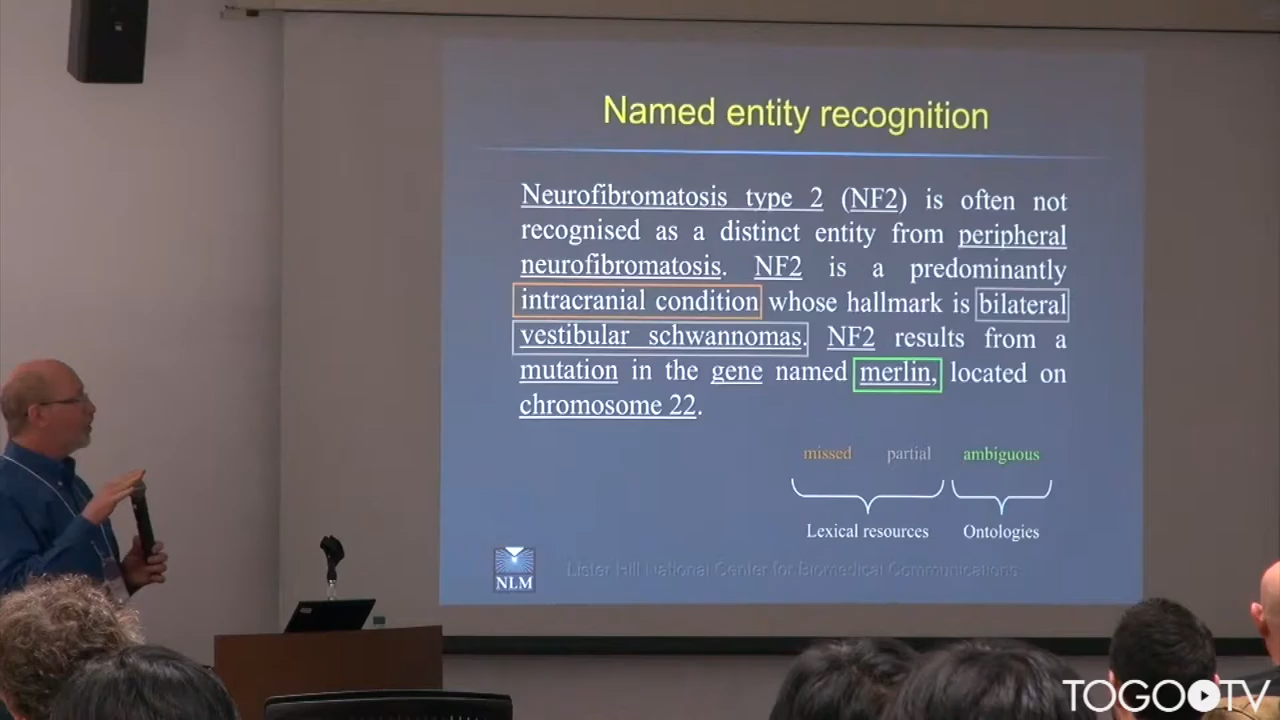 Named entity recognition
Neurofibromatosis type 2 (NF2) is often not
recognised as a distinct entity from peripheral
neurofibromatosis. NF2 is a predominantly
intracranial condition whose hallmark is bilateral
vestibular schwannomas. NF2 results from a
mutation in the gene named merlin, located on
chromosome 22.
missed partial ambiguous
Lexical resources Ontologies
NLM
Lister Hill National Center for Biomedical Communications
TOGOTV